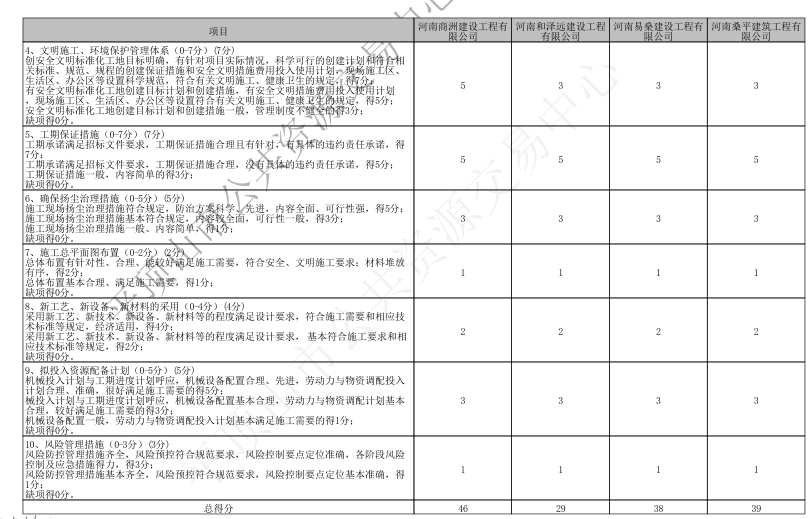 项目 河南商洲建设工程有限公司 河南和泽远建设工程有限公司 河南易燊建设工程有限公司 河南桑平建筑工程有限公司
4、文明施工、环境保护管理体系（0-7分）(7分)
创安全文明标准化工地目标明确，有针对项目实际情况，科学可行的创建计划和符合相
关标准、规范、规程的创建保证措施和安全文明措施费用投入使用计划，现场施工区、
生活区、办公区等设置科学规范，符合有关文明施工、健康卫生的规定，得7分；
有安全文明标准化工地创建目标计划和创建措施，有安全文明措施费用投入使用计划
，现场施工区、生活区、办公区等设置符合有关文明施工、健康卫生的规定，得5分；
安全文明标准化工地创建目标计划和创建措施一般，管理制度不健全的得3分；
缺项得0分。
5 3 3 3
5、工期保证措施（0-7分）(7分)
工期承诺满足招标文件要求，工期保证措施合理且有针对，有具体的违约责任承诺，得
7分；
工期承诺满足招标文件要求，工期保证措施合理，没有具体的违约责任承诺，得5分；
工期保证措施一般，内容简单的得3分；
缺项得0分。
5 5 5 5
6、确保扬尘治理措施（0-5分）(5分)
施工现场扬尘治理措施符合规定，防治方案科学、先进，内容全面、可行性强，得5分；
施工现场扬尘治理措施基本符合规定，内容较全面，可行性一般，得3分；
施工现场扬尘治理措施一般、内容简单，得1分；
缺项得0分。
3 3 3 3
7、施工总平面图布置（0-2分）(2分)
总体布置有针对性、合理、能较好满足施工需要，符合安全、文明施工要求；材料堆放
有序，得2分；
总体布置基本合理、满足施工需要，得1分；
缺项得0分。
1 1 1 1
8、新工艺、新设备、新材料的采用（0-4分）(4分)
采用新工艺、新技术、新设备、新材料等的程度满足设计要求，符合施工需要和相应技
术标准等规定，经济适用，得4分；
采用新工艺、新技术、新设备、新材料等的程度满足设计要求， 基本符合施工要求和相
应技术标准等规定，得2分；
缺项得0分。
2 2 2 2
9、拟投入资源配备计划（0-5分）(5分)
机械投入计划与工期进度计划呼应，机械设备配置合理、先进，劳动力与物资调配投入
计划合理、准确，很好满足施工需要的得5分；
械投入计划与工期进度计划呼应，机械设备配置基本合理，劳动力与物资调配计划基本
合理，较好满足施工需要的得3分；
机械设备配置一般，劳动力与物资调配投入计划基本满足施工需要的得1分；
缺项得0分。
3 3 3 3
10、风险管理措施（0-3分）(3分)
风险防控管理措施齐全，风险预控符合规范要求，风险控制要点定位准确，各阶段风险
控制及应急措施得力，得3分；
风险防控管理措施基本齐全，风险预控符合规范要求，风险控制要点定位基本准确，得
1分；
缺项得0分。
1 1 1 1
总得分 46 29 38 39
平顶山市公共资源交易中心
平顶山市公共资源交易中心